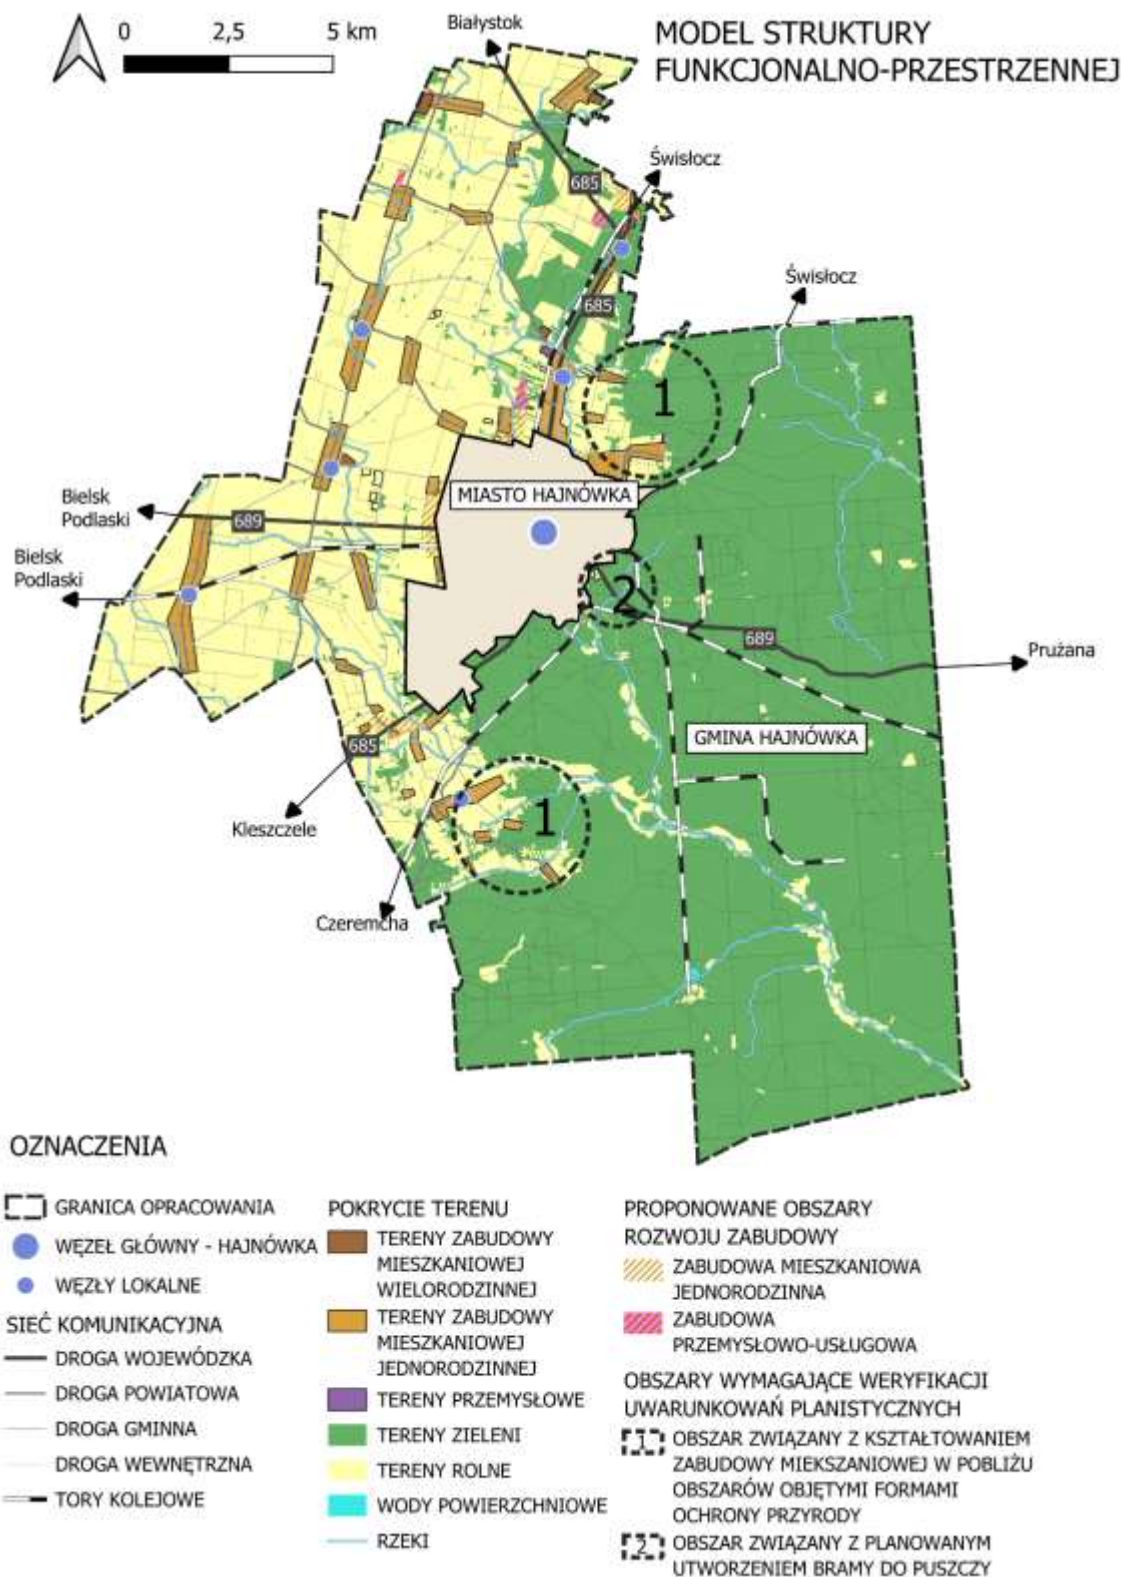 0 2,5 5 km
MODEL STRUKTURY
FUNKCJONALNO-PRZESTRZENNEJ
Białystok
Świsłocz
685
Świsłocz
685
1
Bielsk
Podlaski
689
MIASTO HAJNÓWKA
Bielsk
Podlaski
2
689
Prużana
685
GMINA HAJNÓWKA
Kleszczele
1
Czeremcha
OZNACZENIA
GRANICA OPRACOWANIA
WĘZEŁ GŁÓWNY - HAJNÓWKA
WĘZŁY LOKALNE
SIEĆ KOMUNIKACYJNA
DROGA WOJEWÓDZKA
DROGA POWIATOWA
DROGA GMINNA
DROGA WEWNĘTRZNA
TORY KOLEJOWE
POKRYCIE TERENU
TERENY ZABUDOWY
MIESZKANIOWEJ
WIELORODZINNEJ
TERENY ZABUDOWY
MIESZKANIOWEJ
JEDNORODZINNEJ
TERENY PRZEMYSŁOWE
TERENY ZIELENI
TERENY ROLNE
WODY POWIERZCHNIOWE
RZEKI
PROPONOWANE OBSZARY
ROZWOJU ZABUDOWY
ZABUDOWA MIESZKANIOWA
JEDNORODZINNA
ZABUDOWA
PRZEMYSŁOWO-USŁUGOWA
OBSZARY WYMAGAJĄCE WERYFIKACJI
UWARUNKOWAŃ PLANISTYCZNYCH
1 OBSZAR ZWIĄZANY Z KSZTAŁTOWANIEM
ZABUDOWY MIEKSZANIOWEJ W POBLIŻU
OBSZARÓW OBJĘTYMI FORMAMI
OCHRONY PRZYRODY
2 OBSZAR ZWIĄZANY Z PLANOWANYM
UTWORZENIEM BRAMY DO PUSZCZY